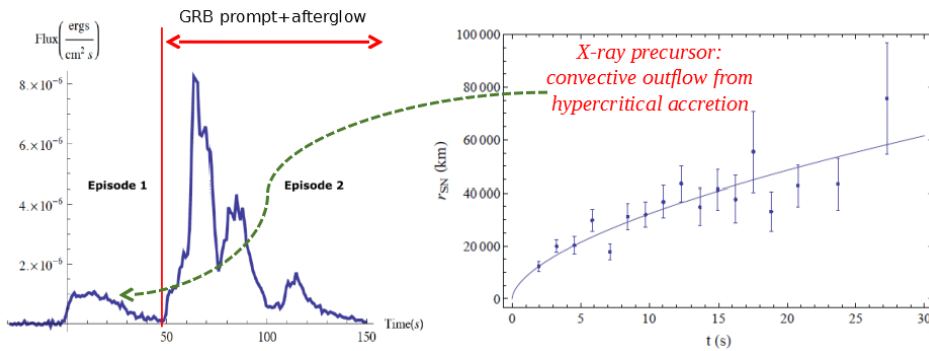 GRB prompt+afterglow
Flux(ergs/cm² s)
8.×10⁻⁶
6.×10⁻⁶
4.×10⁻⁶
2.×10⁻⁶
Episode 1
Episode 2
50
100
150
Time(s)
X-ray precursor:
convective outflow from
hypercritical accretion
100 000
80 000
60 000
40 000
20 000
0
r_SN (km)
0
5
10
15
20
25
30
t (s)